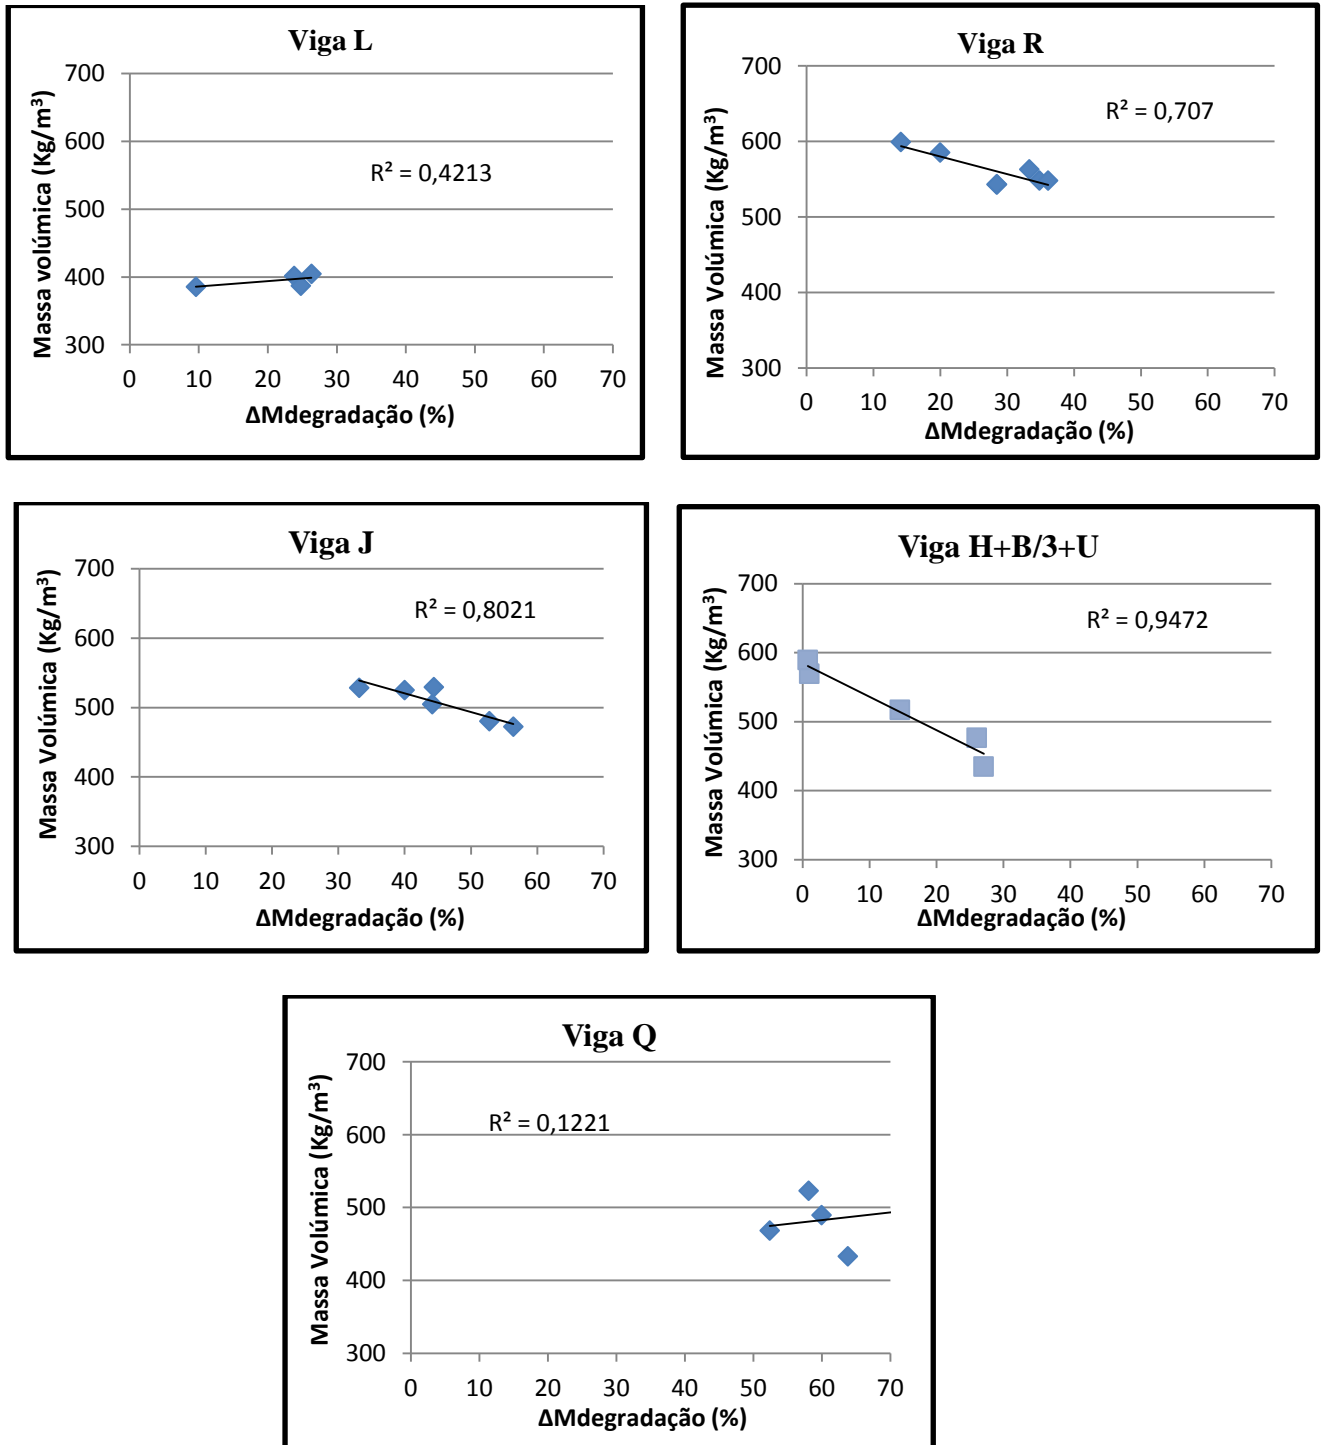 Viga L
Massa volúmica (Kg/m³)
700
600
500
400
300
R² = 0,4213
0 10 20 30 40 50 60 70
ΔMdegradação (%)
Viga R
Massa Volúmica (Kg/m³)
700
600
500
400
300
R² = 0,707
0 10 20 30 40 50 60 70
ΔMdegradação (%)
Viga J
Massa Volúmica (Kg/m³)
700
600
500
400
300
R² = 0,8021
0 10 20 30 40 50 60 70
ΔMdegradação (%)
Viga H+B/3+U
Massa Volúmica (Kg/m³)
700
600
500
400
300
R² = 0,9472
0 10 20 30 40 50 60 70
ΔMdegradação (%)
Viga Q
Massa Volúmica (Kg/m³)
700
600
500
400
300
R² = 0,1221
0 10 20 30 40 50 60 70
ΔMdegradação (%)